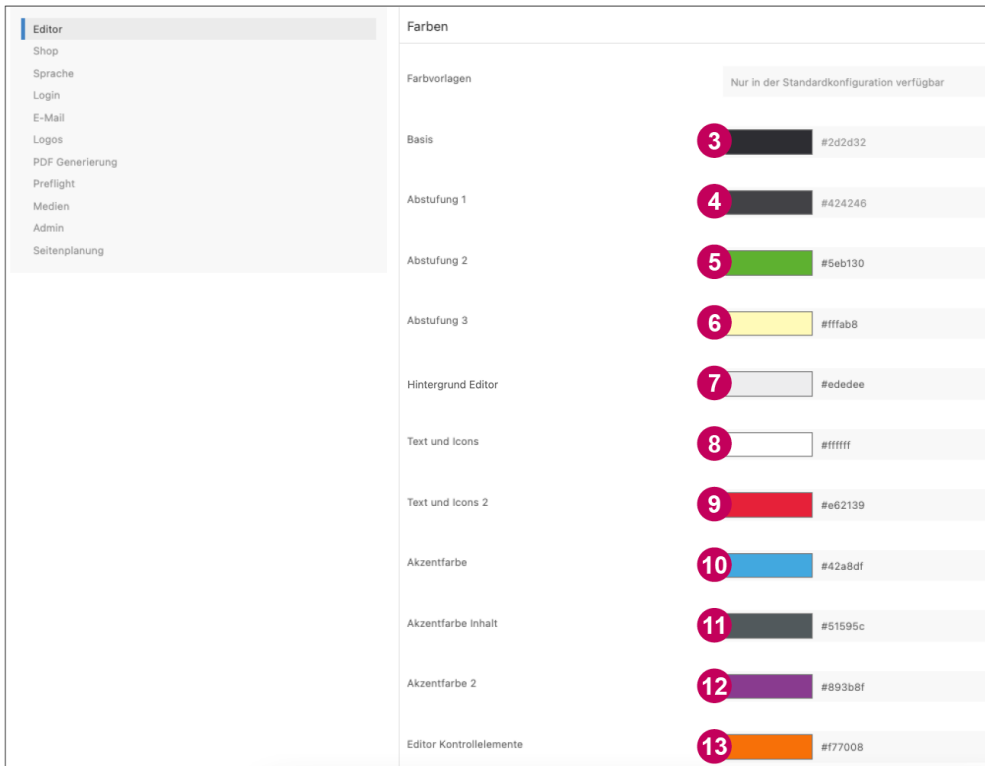 Editor
Shop
Sprache
Login
E-Mail
Logos
PDF Generierung
Preflight
Medien
Admin
Seitenplanung
Farben
Farbvorlagen Nur in der Standardkonfiguration verfügbar
Basis 3 #2d2d32
Abstufung 1 4 #424246
Abstufung 2 5 #5eb130
Abstufung 3 6 #fffab8
Hintergrund Editor 7 #ededee
Text und Icons 8 #ffffff
Text und Icons 2 9 #e62139
Akzentfarbe 10 #42a8df
Akzentfarbe Inhalt 11 #51595c
Akzentfarbe 2 12 #893b8f
Editor Kontrollelemente 13 #f77008